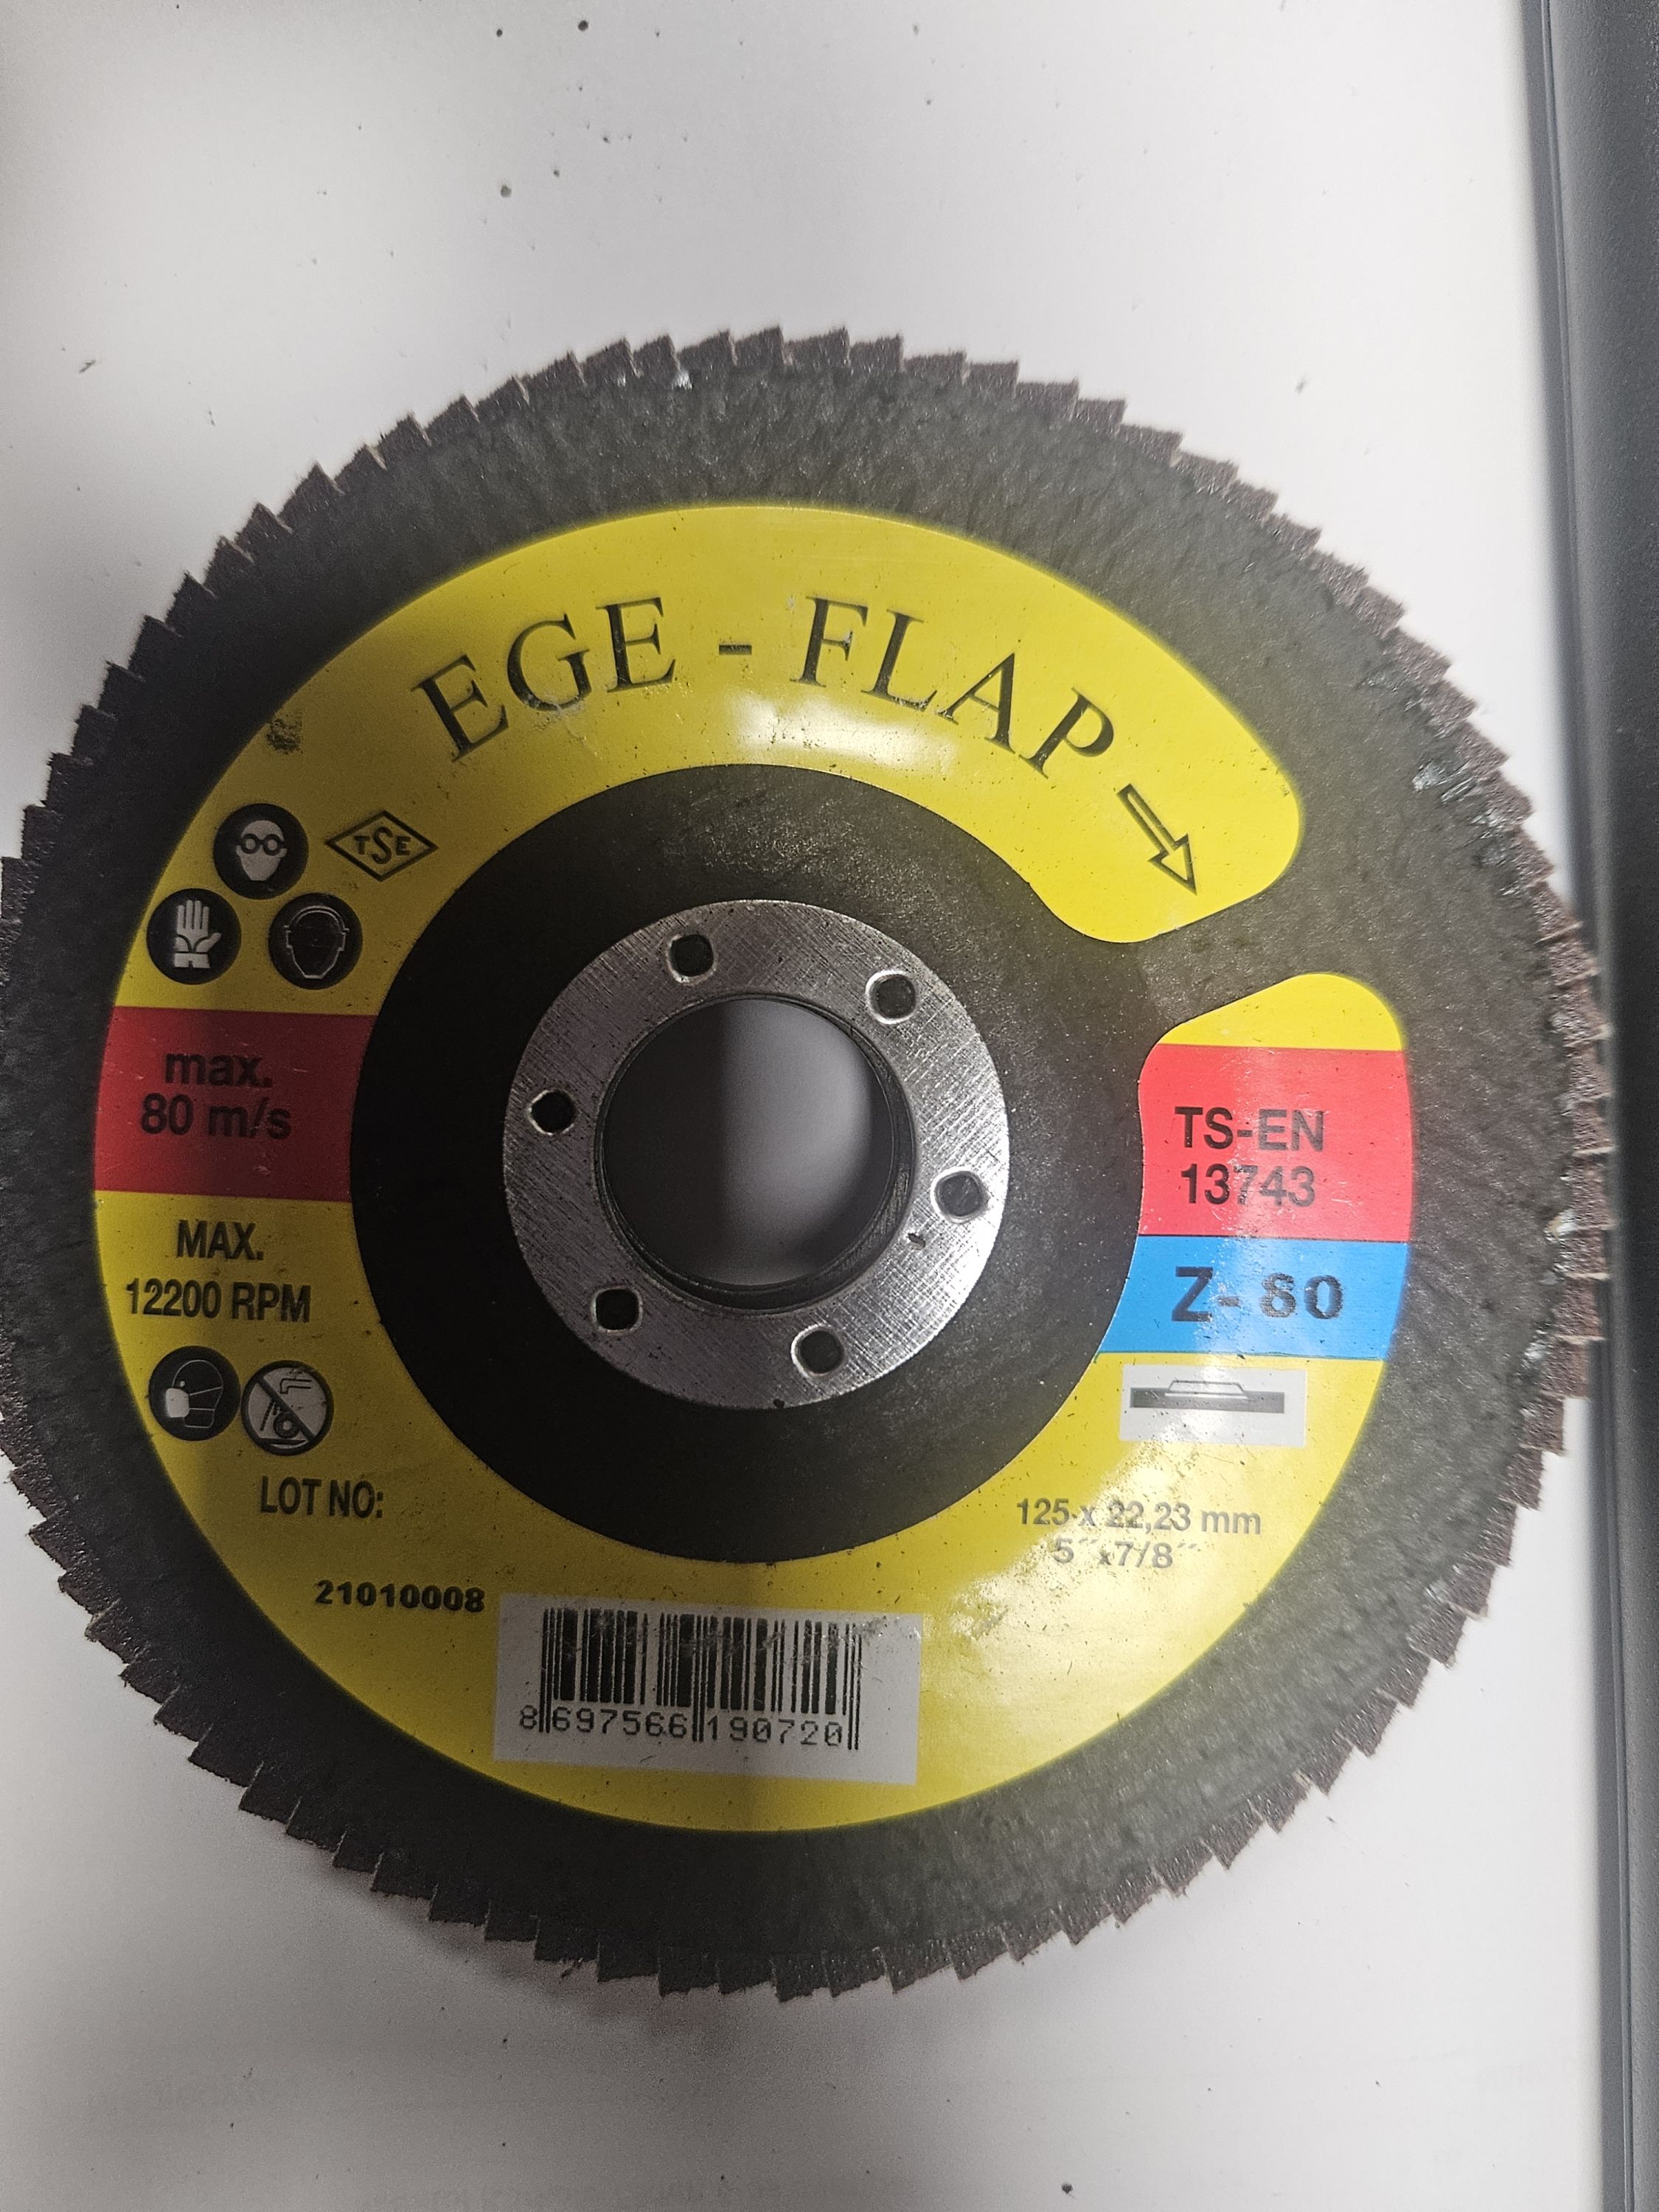 EGE - FLAP
TSE
max.
80 m/s
MAX.
12200 RPM
LOT NO:
21010008
8 697566 190720
TS-EN
13743
Z- 80
125 x 22,23 mm
5´´x7/8´´